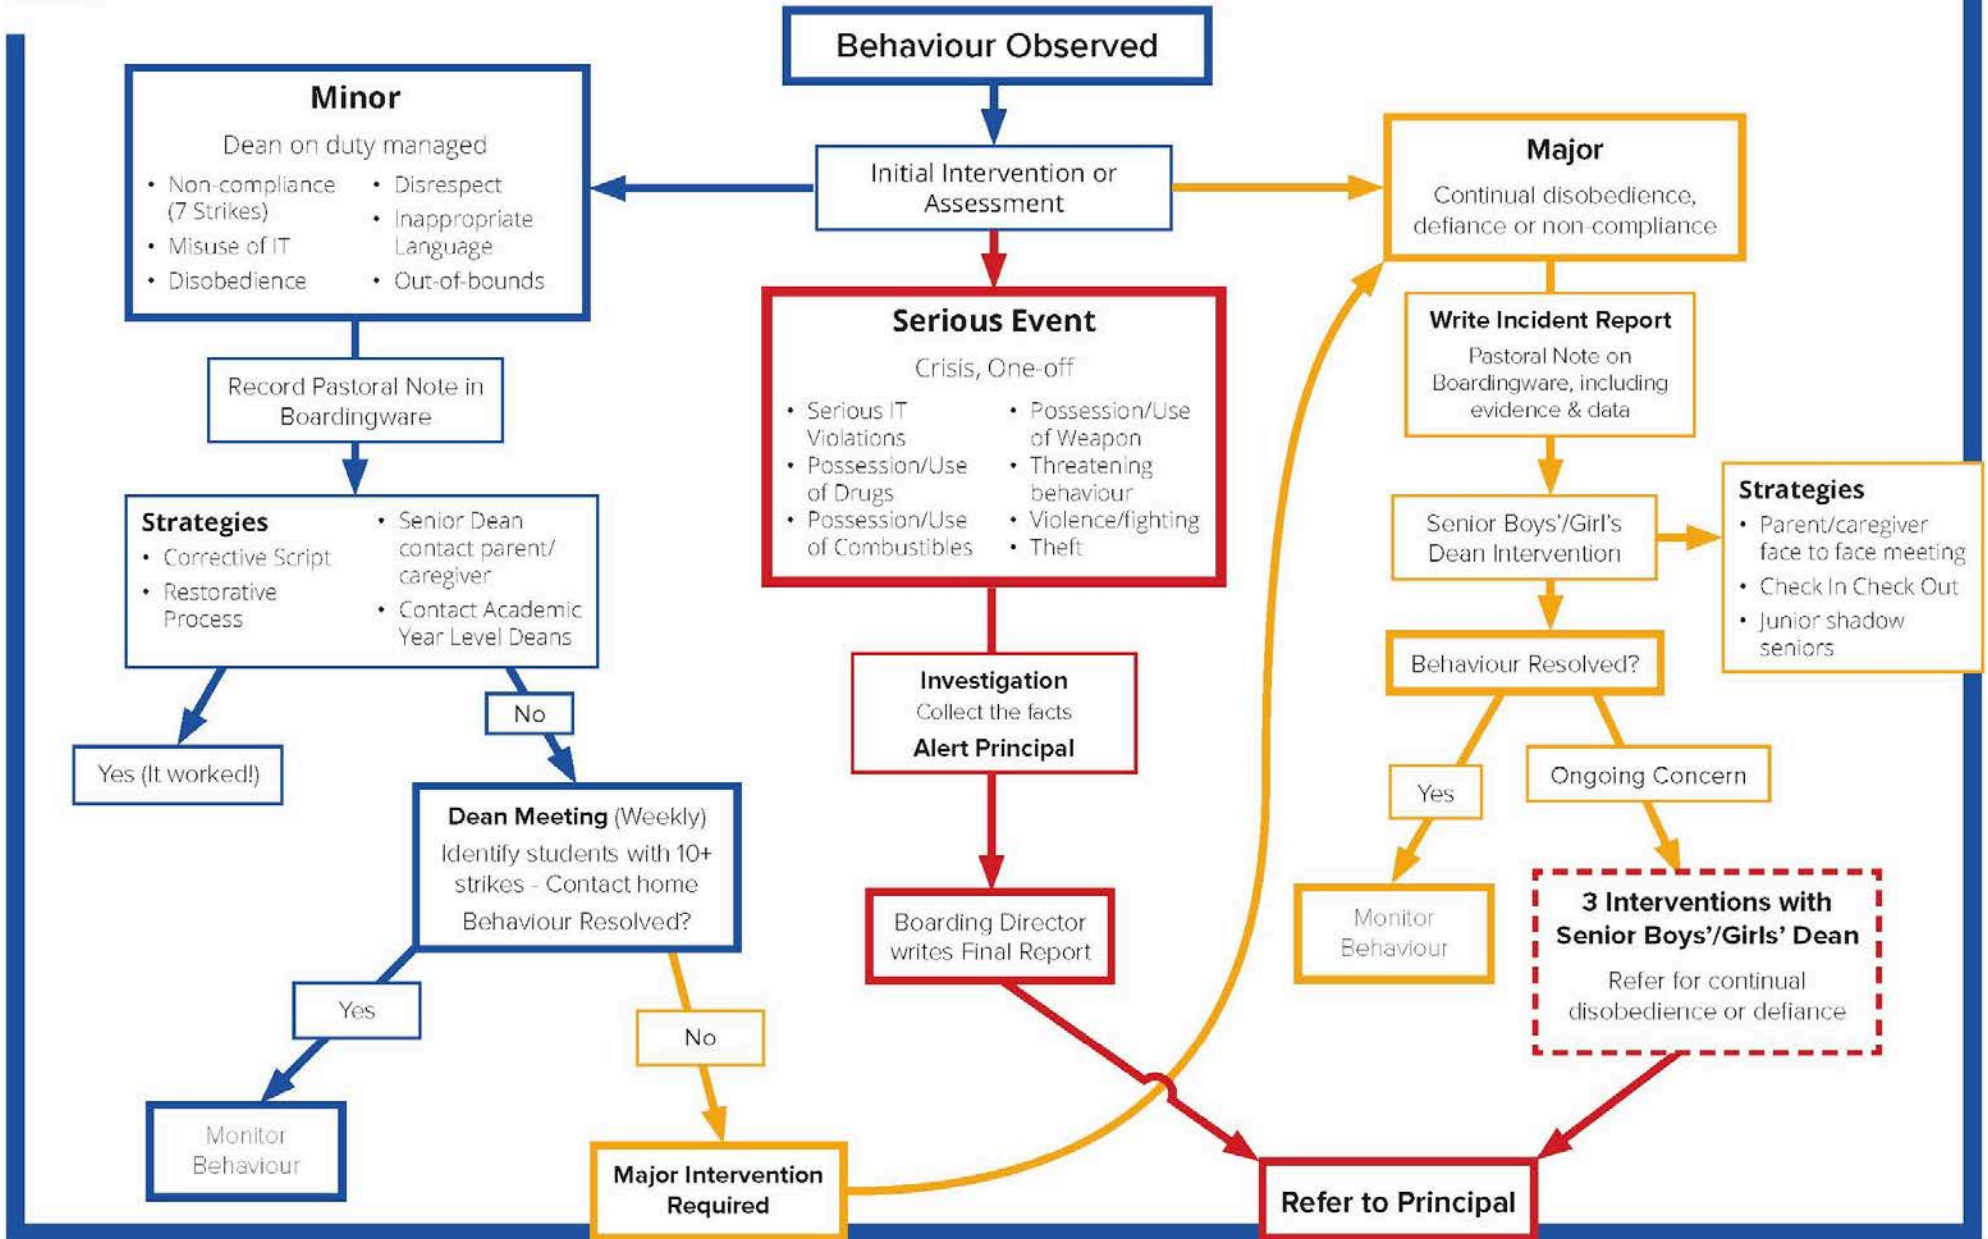 Behaviour Observed
Initial Intervention or
Assessment
Minor
Dean on duty managed
• Non-compliance
(7 Strikes)
• Misuse of IT
• Disobedience
• Disrespect
• Inappropriate
Language
• Out-of-bounds
Record Pastoral Note in
Boardingware
Strategies
• Corrective Script
• Restorative
Process
• Senior Dean
contact parent/
caregiver
• Contact Academic
Year Level Deans
Yes (It worked!)
No
Dean Meeting (Weekly)
Identify students with 10+
strikes - Contact home
Behaviour Resolved?
Yes
Monitor
Behaviour
No
Major Intervention
Required
Serious Event
Crisis, One-off
• Serious IT
Violations
• Possession/Use
of Drugs
• Possession/Use
of Combustibles
• Possession/Use
of Weapon
• Threatening
behaviour
• Violence/fighting
• Theft
Investigation
Collect the facts
Alert Principal
Boarding Director
writes Final Report
Major
Continual disobedience,
defiance or non-compliance
Write Incident Report
Pastoral Note on
Boardingware, including
evidence & data
Senior Boys'/Girl's
Dean Intervention
Strategies
• Parent/caregiver
face to face meeting
• Check In Check Out
• Junior shadow
seniors
Behaviour Resolved?
Yes
Monitor
Behaviour
Ongoing Concern
3 Interventions with
Senior Boys'/Girls' Dean
Refer for continual
disobedience or defiance
Refer to Principal